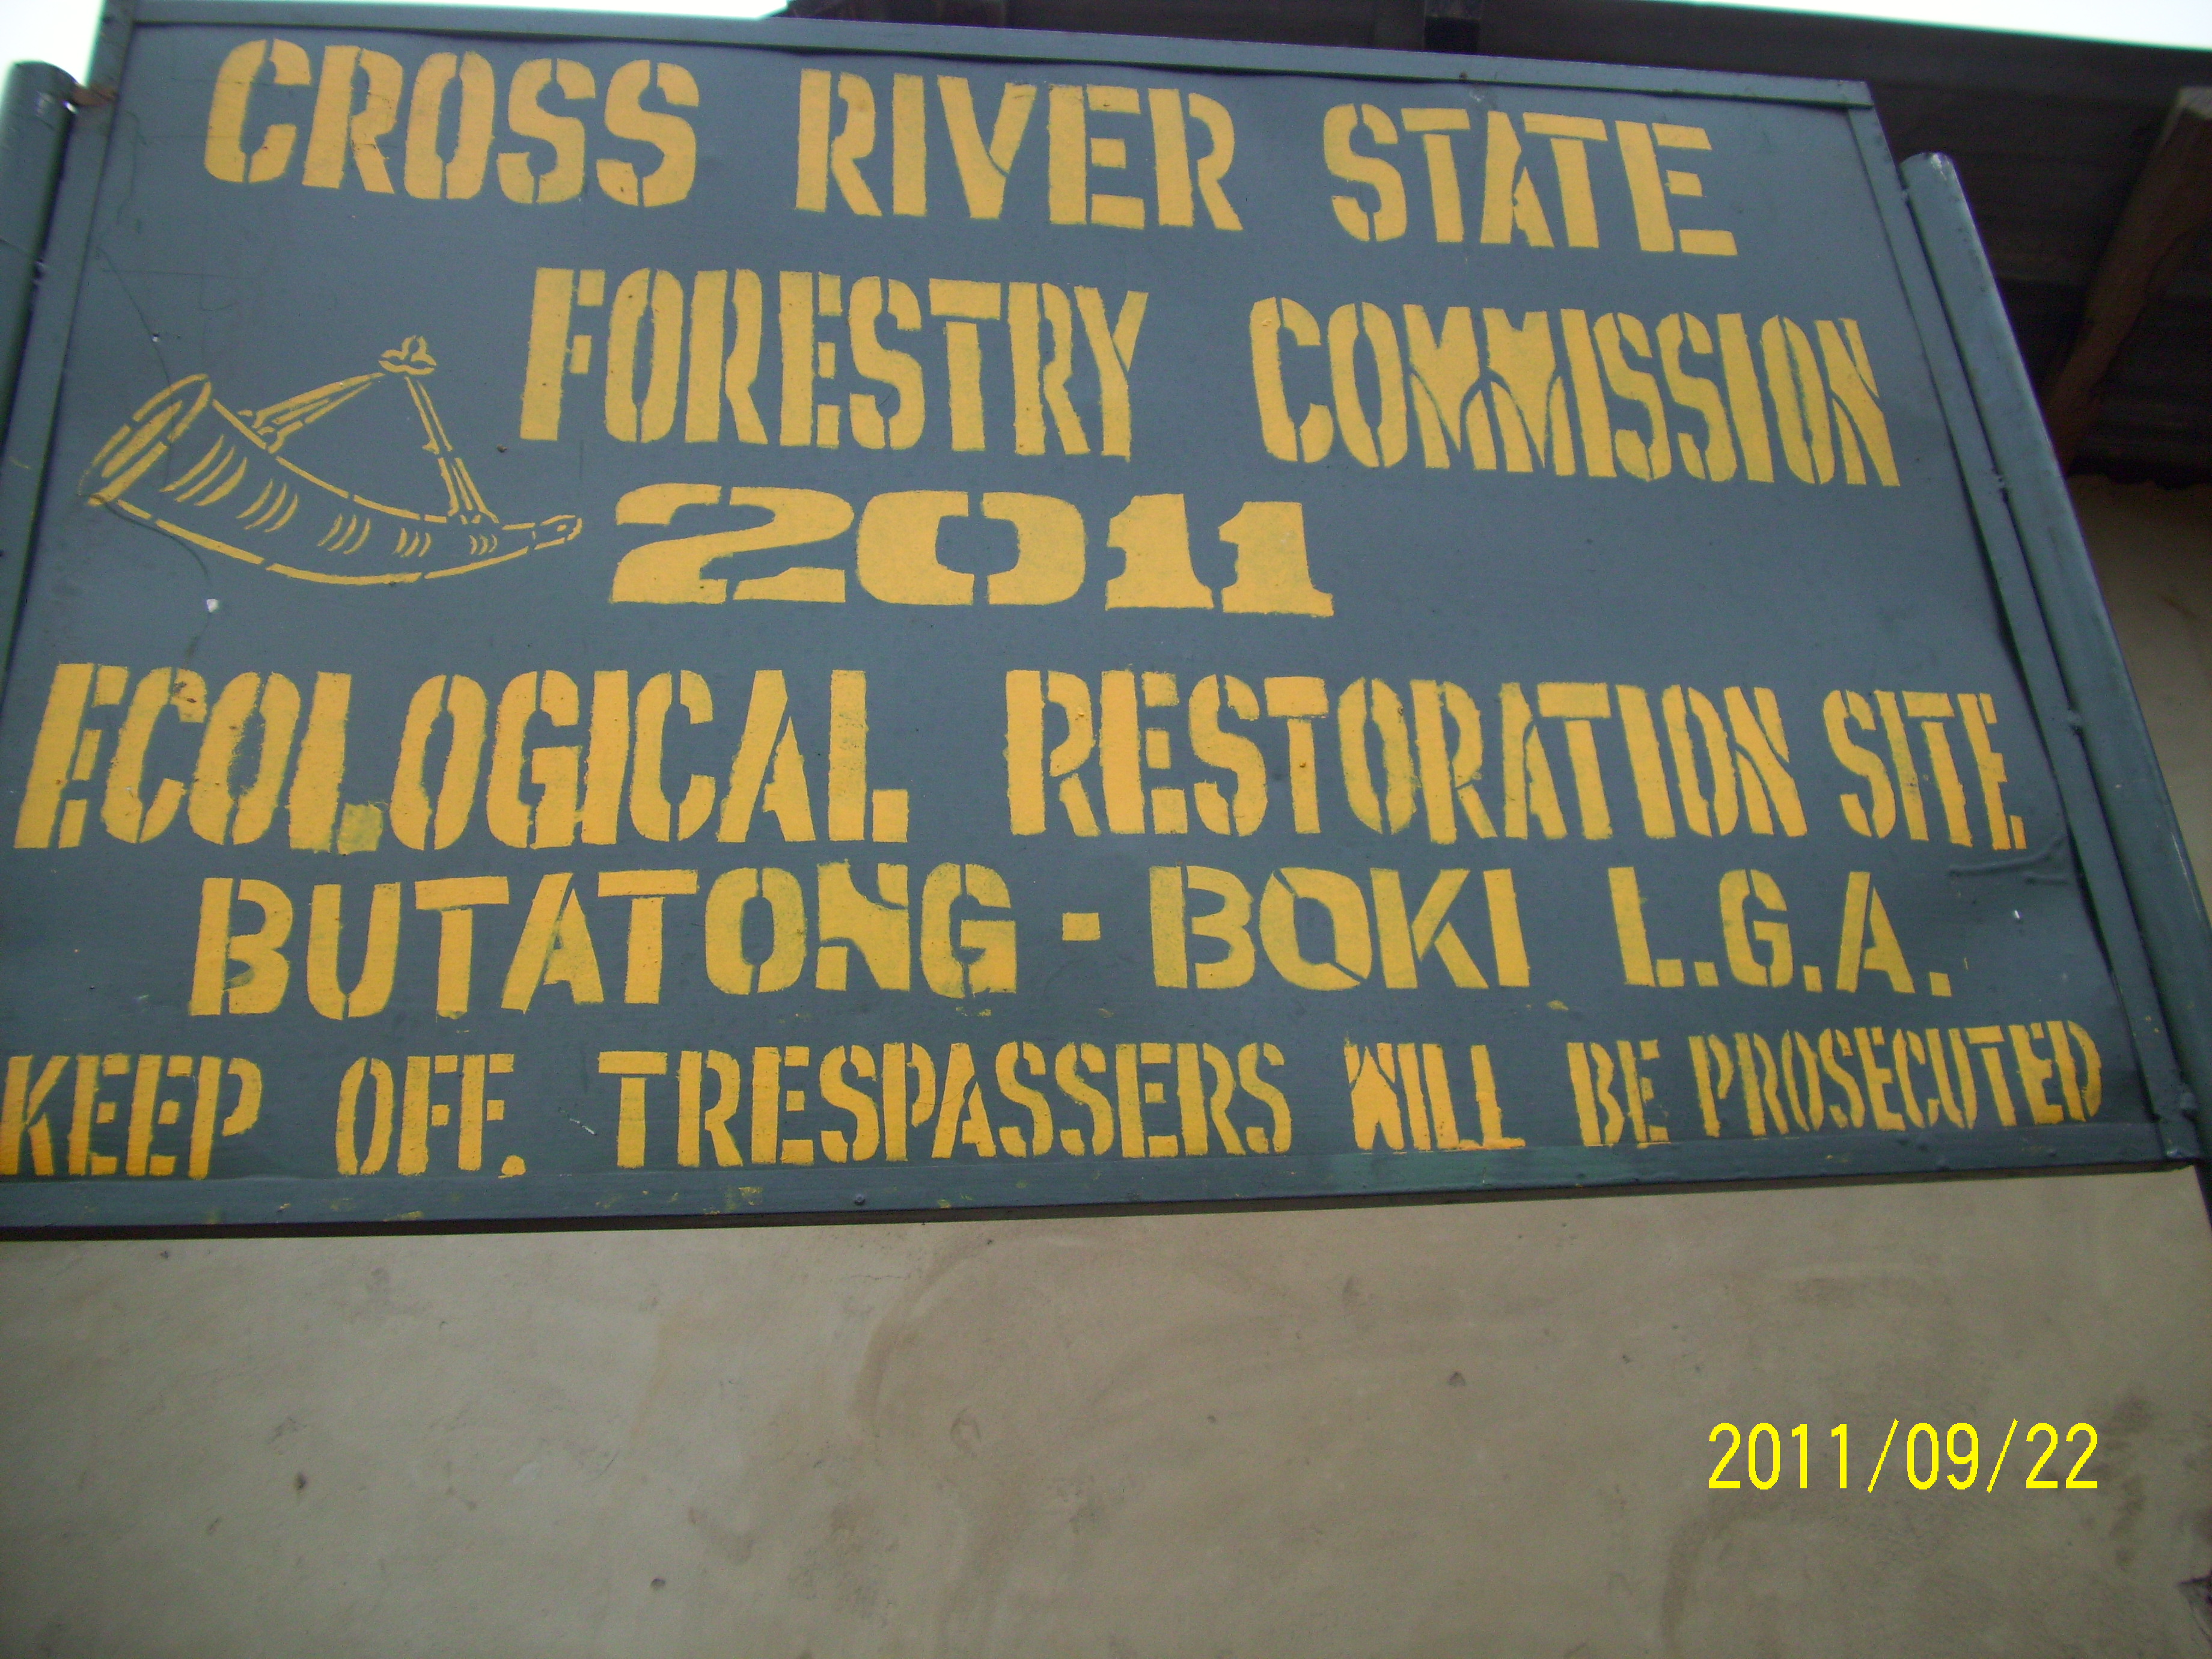 CROSS RIVER STATE
FORESTRY COMMISSION
2011
ECOLOGICAL RESTORATION SITE,
BUTATONG - BOKI L.G.A.
KEEP OFF. TRESPASSERS WILL BE PROSECUTED
2011/09/22